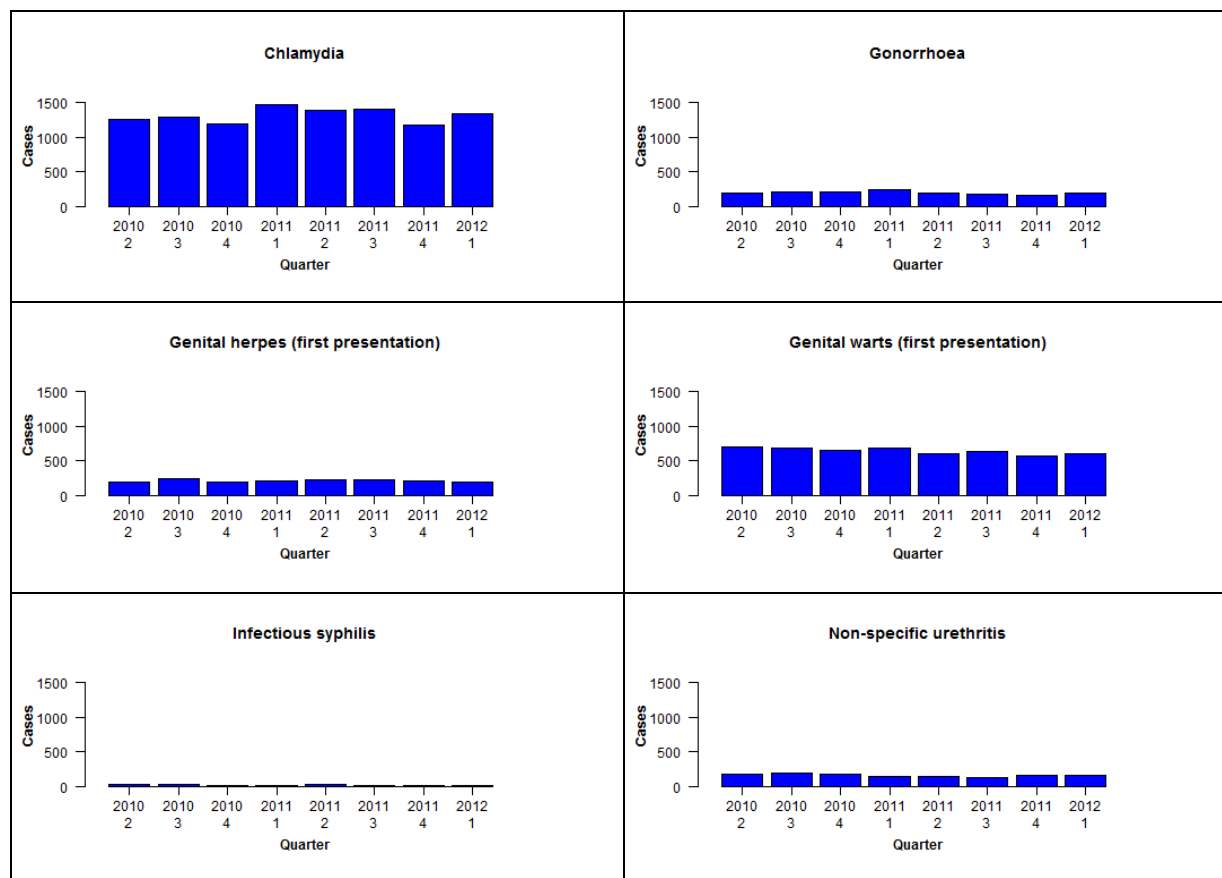 Chlamydia
Cases
1500
1000
500
0
2010 2010 2010 2011 2011 2011 2011 2012
2 3 4 1 2 3 4 1
Quarter
Gonorrhoea
Cases
1500
1000
500
0
2010 2010 2010 2011 2011 2011 2011 2012
2 3 4 1 2 3 4 1
Quarter
Genital herpes (first presentation)
Cases
1500
1000
500
0
2010 2010 2010 2011 2011 2011 2011 2012
2 3 4 1 2 3 4 1
Quarter
Genital warts (first presentation)
Cases
1500
1000
500
0
2010 2010 2010 2011 2011 2011 2011 2012
2 3 4 1 2 3 4 1
Quarter
Infectious syphilis
Cases
1500
1000
500
0
2010 2010 2010 2011 2011 2011 2011 2012
2 3 4 1 2 3 4 1
Quarter
Non-specific urethritis
Cases
1500
1000
500
0
2010 2010 2010 2011 2011 2011 2011 2012
2 3 4 1 2 3 4 1
Quarter